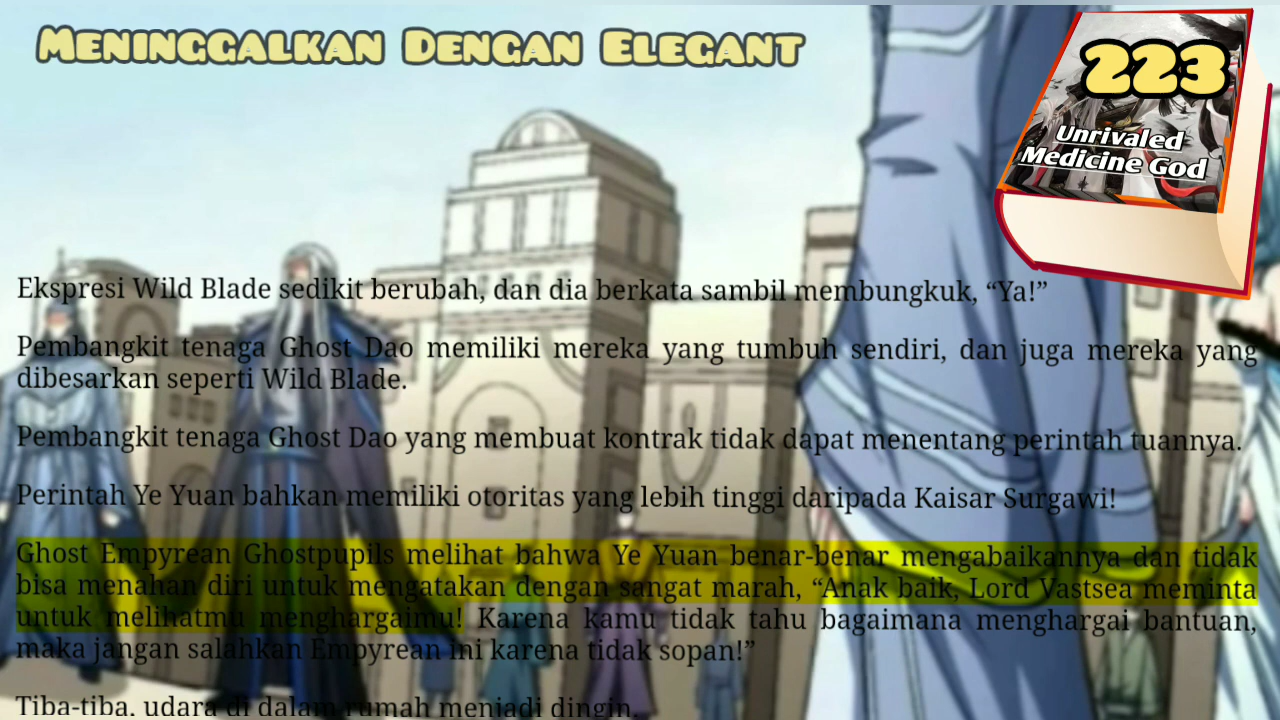 Meninggalkan Dengan Elegant
223
Unrivaled
Medicine God
Ekspresi Wild Blade sedikit berubah, dan dia berkata sambil membungkuk, “Ya!”
Pembangkit tenaga Ghost Dao memiliki mereka yang tumbuh sendiri, dan juga mereka yang
dibesarkan seperti Wild Blade.
Pembangkit tenaga Ghost Dao yang membuat kontrak tidak dapat menentang perintah tuannya.
Perintah Ye Yuan bahkan memiliki otoritas yang lebih tinggi daripada Kaisar Surgawi!
Ghost Empyrean Ghostpupils melihat bahwa Ye Yuan benar-benar mengabaikannya dan tidak
bisa menahan diri untuk mengatakan dengan sangat marah, “Anak baik, Lord Vastsea meminta
untuk melihatmu menghargaimu! Karena kamu tidak tahu bagaimana menghargai bantuan,
maka jangan salahkan Empyrean ini karena tidak sopan!”
Tiba-tiba, udara di dalam rumah menjadi dingin.